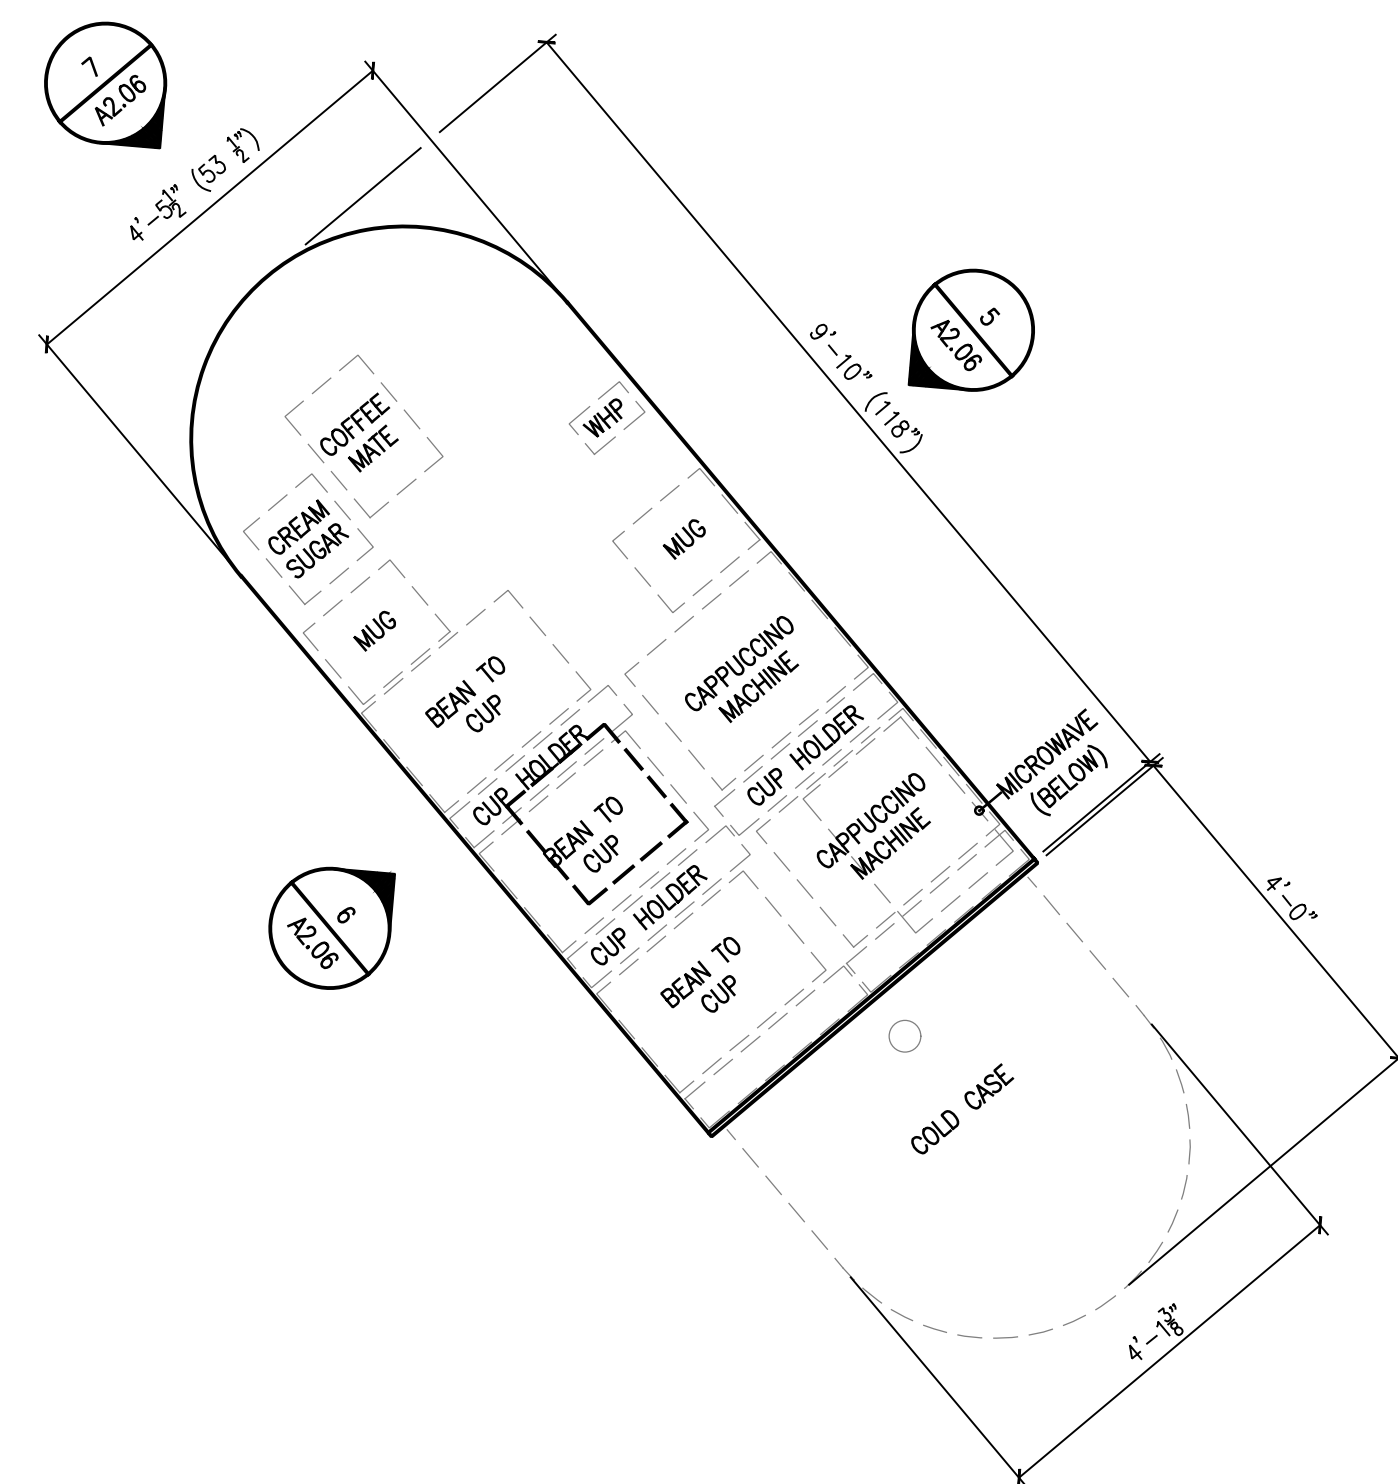 7
A2.06
4'-5½" (53 ½")
5
A2.06
9'-10" (118")
COFFEE
MATE
WHP
CREAM
SUGAR
MUG
MUG
BEAN TO
CUP
CAPPUCCINO
MACHINE
CUP HOLDER
CUP HOLDER
MICROWAVE
(BELOW)
BEAN TO
CUP
CAPPUCCINO
MACHINE
6
A2.06
CUP HOLDER
4'-0"
BEAN TO
CUP
COLD CASE
4'-1⅜"